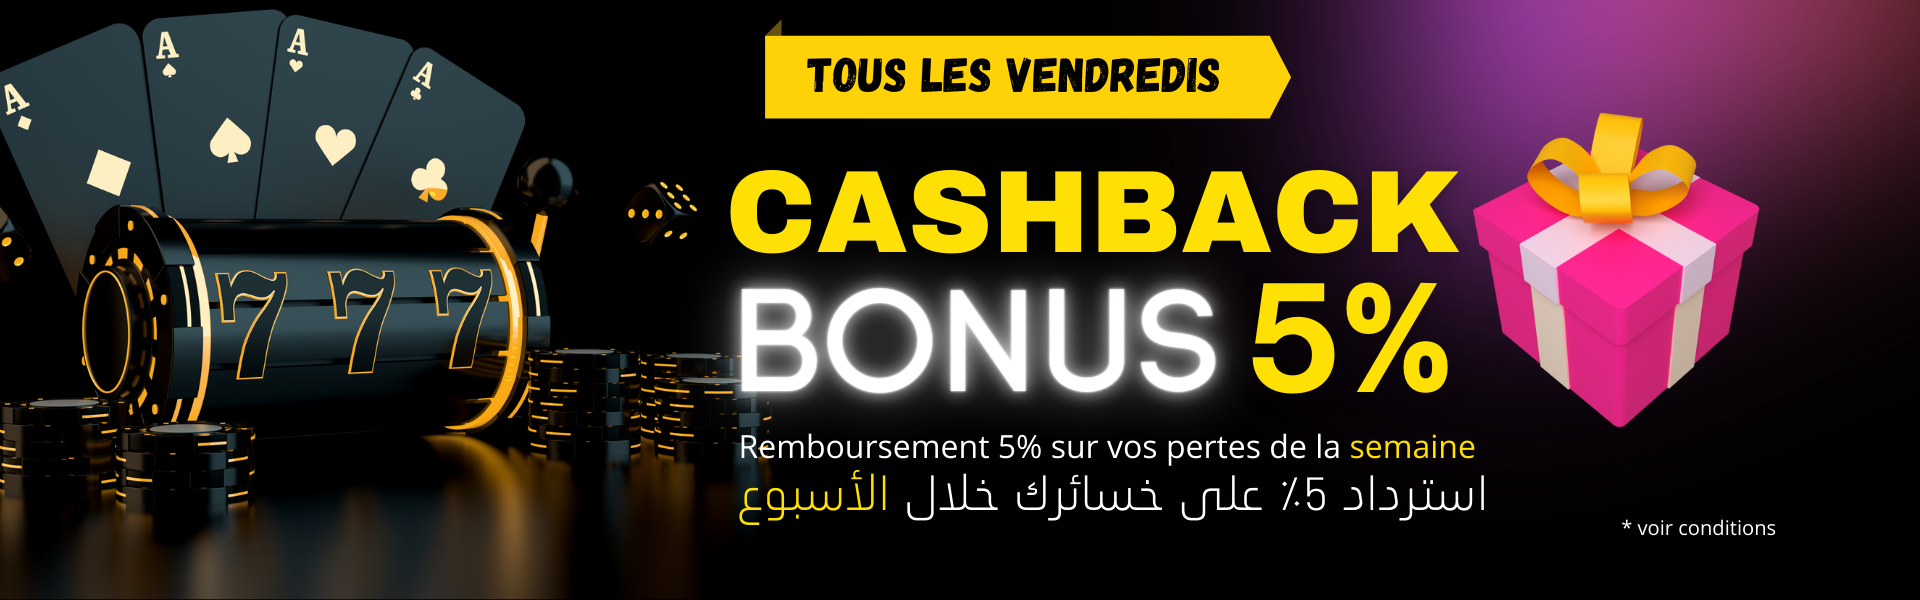 A
A
A
A
777
TOUS LES VENDREDIS
CASHBACK
BONUS 5%
Remboursement 5% sur vos pertes de la semaine
استرداد 5٪ على خسائرك خلال الأسبوع
* voir conditions